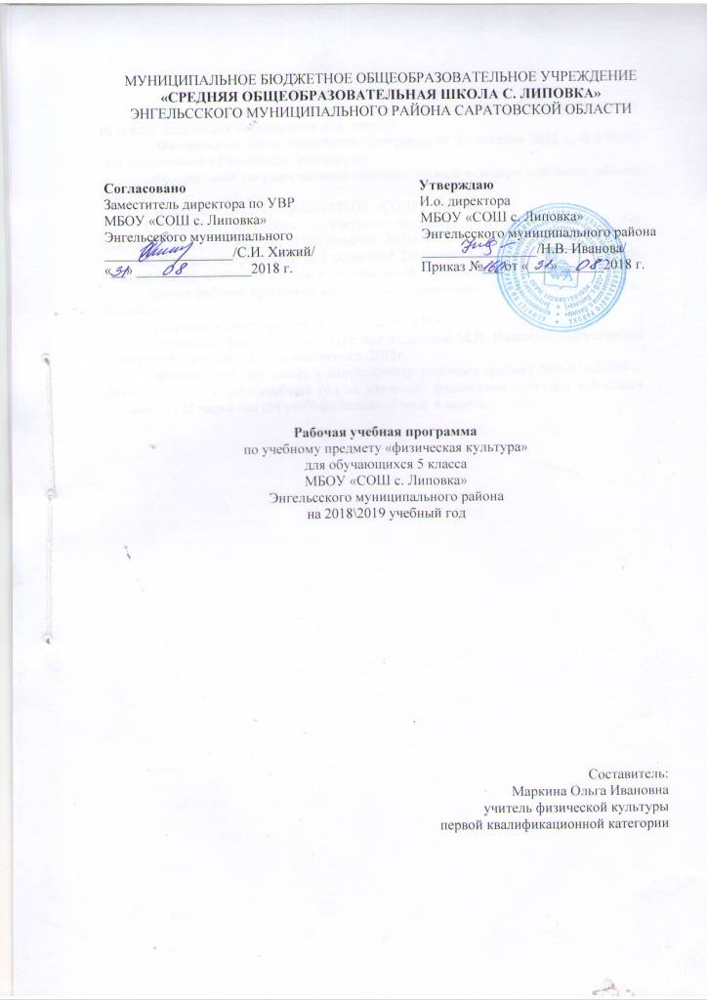 МУНИЦИПАЛЬНОЕ БЮДЖЕТНОЕ ОБЩЕОБРАЗОВАТЕЛЬНОЕ УЧРЕЖДЕНИЕ
«СРЕДНЯЯ ОБЩЕОБРАЗОВАТЕЛЬНАЯ ШКОЛА С. ЛИПОВКА»
ЭНГЕЛЬССКОГО МУНИЦИПАЛЬНОГО РАЙОНА САРАТОВСКОЙ ОБЛАСТИ
Согласовано
Заместитель директора по УВР
МБОУ «СОШ с. Липовка»
Энгельсского муниципального
/С.И. Хижий/
«31» 08 2018 г.
Утверждаю
И.о. директора
МБОУ «СОШ с. Липовка»
Энгельсского муниципального района
/Н.В. Иванова/
Приказ №160 от « 31 » 08 2018 г.
Рабочая учебная программа
по учебному предмету «физическая культура»
для обучающихся 5 класса
МБОУ «СОШ с. Липовка»
Энгельсского муниципального района
на 2018\2019 учебный год
Составитель:
Маркина Ольга Ивановна
учитель физической культуры
первой квалификационной категории